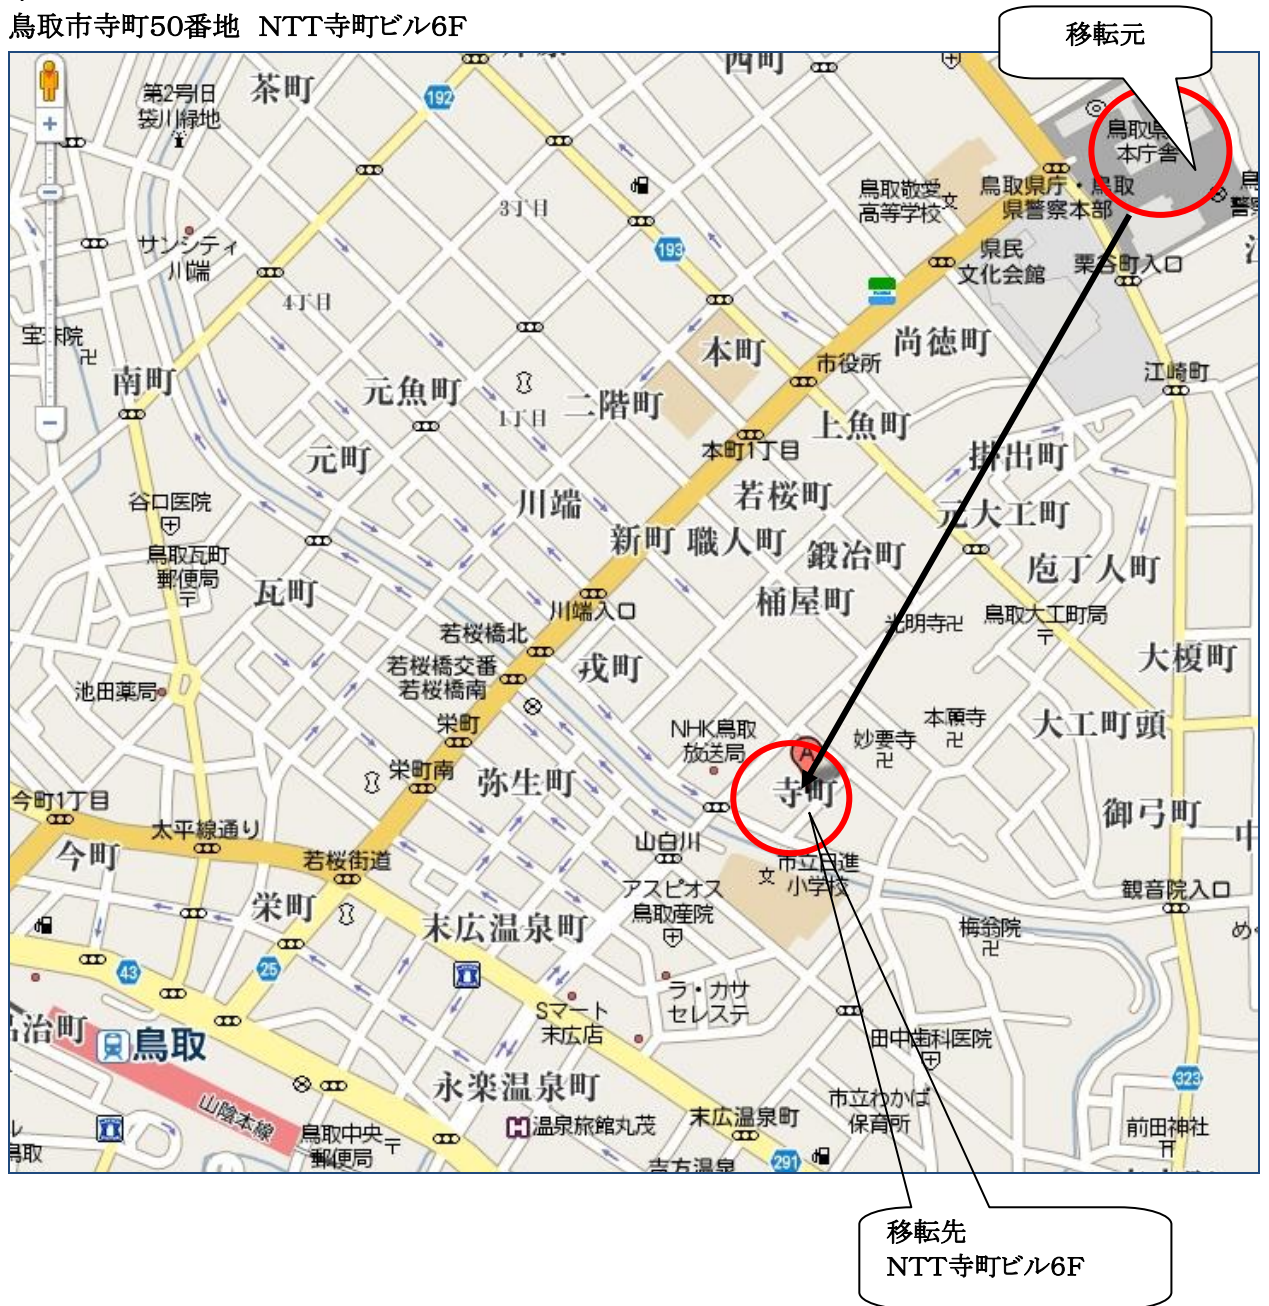 鳥取市寺町50番地 NTT寺町ビル6F
移転元
茶町
第2号旧
袋川緑地
192
西町
鳥取県
本庁舎
鳥取敬愛
高等学校
鳥取県庁・鳥取
県警察本部
3丁目
サンシティ
川端
193
県民
文化会館
栗谷町入口
4丁目
本町
尚徳町
市役所
江崎町
南町
元魚町
二階町
1丁目
上魚町
本町1丁目
掛出町
元町
若桜町
元大工町
谷口医院
川端
新町
職人町
鍛冶町
庖丁人町
鳥取瓦町
郵便局
瓦町
桶屋町
川端入口
光明寺
鳥取大工町局
若桜橋北
戎町
大榎町
若桜橋交番
若桜橋南
池田薬局
栄町
NHK鳥取
放送局
本願寺
妙要寺
大工町頭
A
栄町南
弥生町
寺町
今町1丁目
太平線通り
御弓町
今町
山白川
市立日進
小学校
若桜街道
アスピオス
鳥取産院
観音院入口
栄町
末広温泉町
梅翁院
43
25
ラ・カサ
セレステ
Sマート
末広店
鳥取
田中歯科医院
永楽温泉町
323
山陰本線
市立わかば
保育所
温泉旅館丸茂
末広温泉町
前田神社
鳥取中央
郵便局
吉方温泉
291
移転先
NTT寺町ビル6F